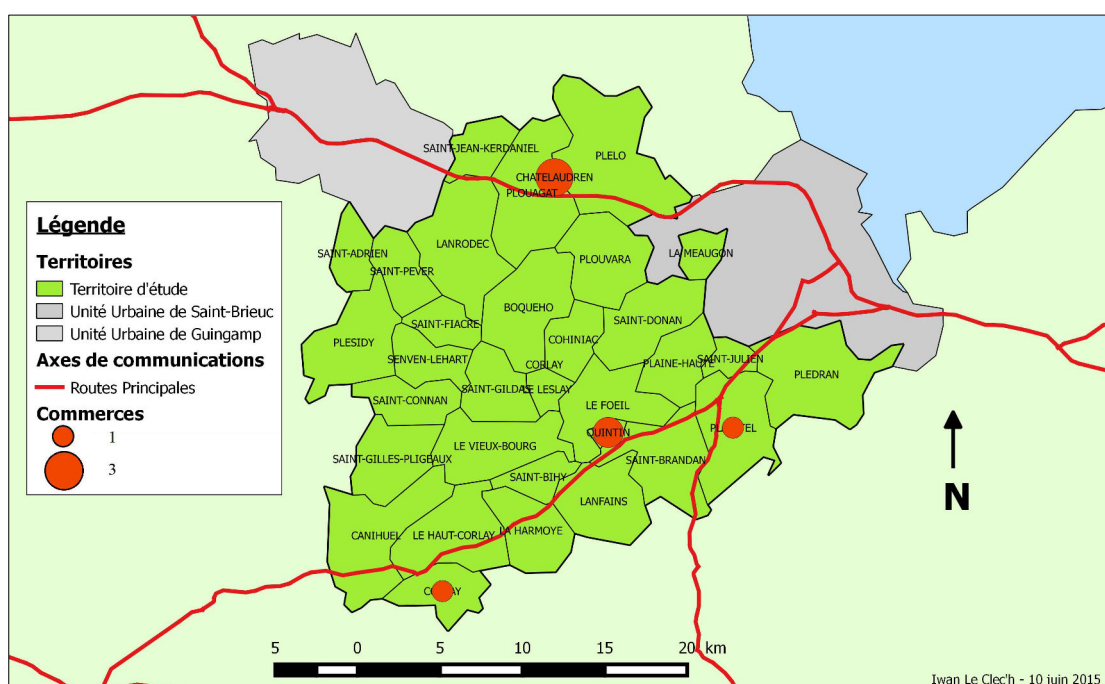 SAINT-JEAN-KERDANIEL
PLELO
CHATELAUDREN
PLOUAGAT
LANRODEC
SAINT-ADRIEN
SAINT-PEVER
PLOUVARA
LA MEAUGON
BOQUEHO
SAINT-FIACRE
SAINT-DONAN
PLESIDY
COHINIAC
SENVEN-LEHART
CORLAY
PLAINE-HAUTE
SAINT-JULIEN
PLEDRAN
SAINT-CONNAN
SAINT-GILDAS
LE LESLAY
LE FOEIL
QUINTIN
LE VIEUX-BOURG
SAINT-GILLES-PLIGEAUX
SAINT-BRANDAN
SAINT-BIHY
LANFAINS
CANIHUEL
LE HAUT-CORLAY
LA HARMOYE
Légende
Territoires
Territoire d'étude
Unité Urbaine de Saint-Brieuc
Unité Urbaine de Guingamp
Axes de communications
Routes Principales
Commerces
1
3
N
5 0 5 10 15 20 km
Iwan Le Clec'h - 10 juin 2015